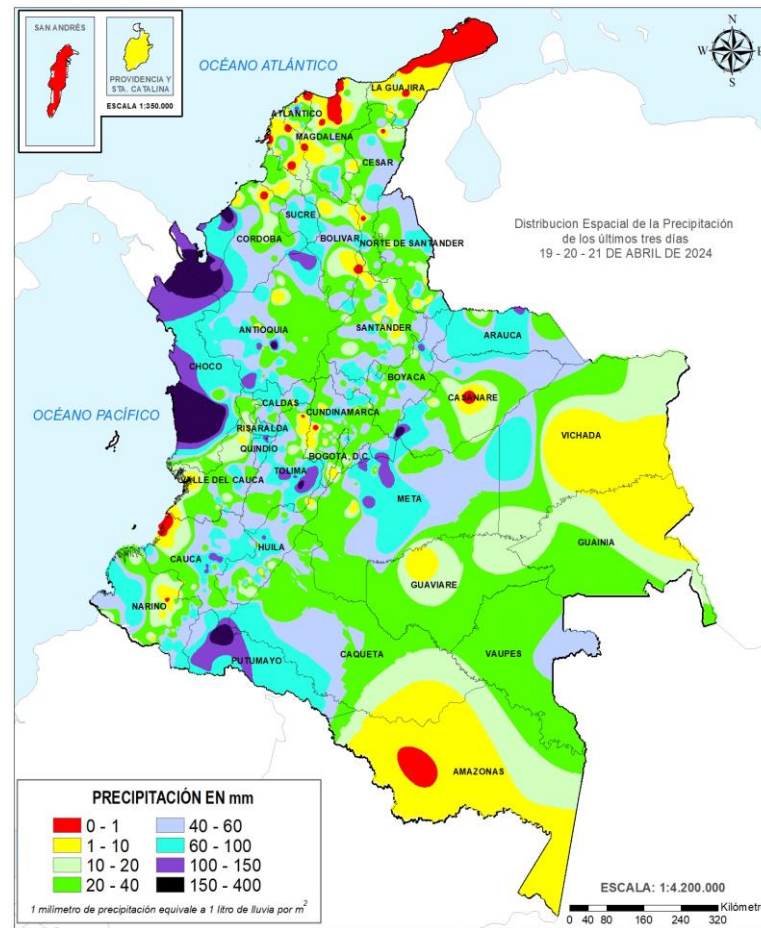 SAN ANDRÉS
PROVIDENCIA Y
STA. CATALINA
ESCALA 1:350.000
OCÉANO ATLÁNTICO
N
W E
S
LA GUAJIRA
ATLANTICO
MAGDALENA
CESAR
SUCRE
CORDOBA
BOLIVAR
NORTE DE SANTANDER
Distribucion Espacial de la Precipitación
de los últimos tres días
19 - 20 - 21 DE ABRIL DE 2024
ANTIOQUIA
SANTANDER
ARAUCA
CHOCO
BOYACA
OCÉANO PACÍFICO
CALDAS
CASANARE
CUNDINAMARCA
RISARALDA
VICHADA
QUINDIO
BOGOTA, D.C.
TOLIMA
VALLE DEL CAUCA
META
GUAINIA
CAUCA
HUILA
GUAVIARE
NARINO
PUTUMAYO
CAQUETA
VAUPES
AMAZONAS
PRECIPITACIÓN EN mm
0 - 1 40 - 60
1 - 10 60 - 100
10 - 20 100 - 150
20 - 40 150 - 400
1 milímetro de precipitación equivale a 1 litro de lluvia por m²
ESCALA: 1:4.200.000
Kilómet
0 40 80 160 240 320